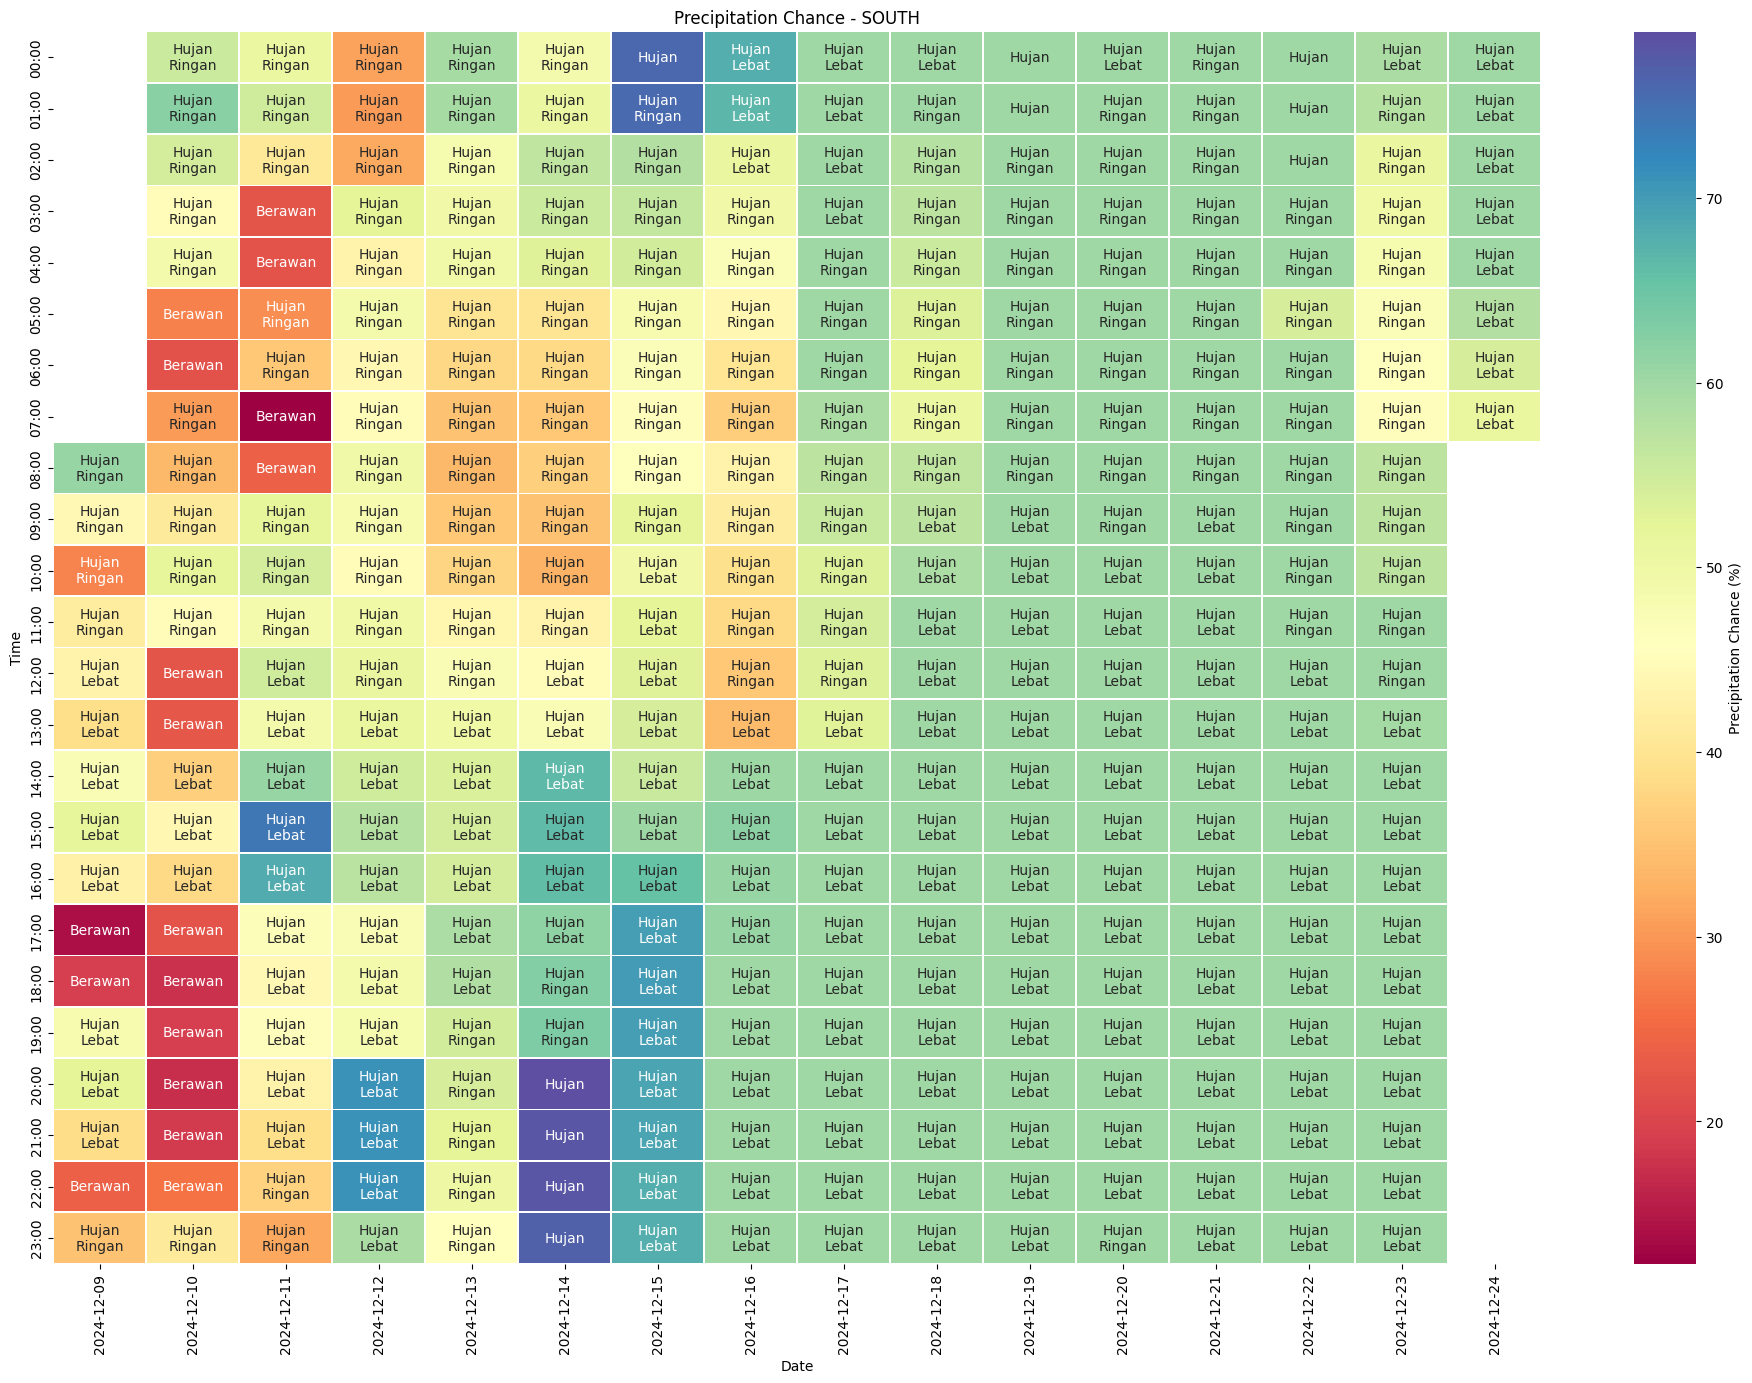 Precipitation Chance - SOUTH
00:00 Hujan Ringan Hujan Ringan Hujan Ringan Hujan Ringan Hujan Ringan Hujan Hujan Lebat Hujan Lebat Hujan Lebat Hujan Hujan Lebat Hujan Ringan Hujan Hujan Lebat Hujan Lebat
01:00 Hujan Ringan Hujan Ringan Hujan Ringan Hujan Ringan Hujan Ringan Hujan Ringan Hujan Lebat Hujan Lebat Hujan Ringan Hujan Hujan Ringan Hujan Ringan Hujan Hujan Ringan Hujan Lebat
02:00 Hujan Ringan Hujan Ringan Hujan Ringan Hujan Ringan Hujan Ringan Hujan Ringan Hujan Lebat Hujan Lebat Hujan Ringan Hujan Ringan Hujan Ringan Hujan Ringan Hujan Hujan Ringan Hujan Lebat
03:00 Hujan Ringan Berawan Hujan Ringan Hujan Ringan Hujan Ringan Hujan Ringan Hujan Ringan Hujan Lebat Hujan Ringan Hujan Ringan Hujan Ringan Hujan Ringan Hujan Ringan Hujan Ringan Hujan Lebat
04:00 Hujan Ringan Berawan Hujan Ringan Hujan Ringan Hujan Ringan Hujan Ringan Hujan Ringan Hujan Ringan Hujan Ringan Hujan Ringan Hujan Ringan Hujan Ringan Hujan Ringan Hujan Ringan Hujan Lebat
05:00 Berawan Hujan Ringan Hujan Ringan Hujan Ringan Hujan Ringan Hujan Ringan Hujan Ringan Hujan Ringan Hujan Ringan Hujan Ringan Hujan Ringan Hujan Ringan Hujan Ringan Hujan Ringan Hujan Lebat
06:00 Berawan Hujan Ringan Hujan Ringan Hujan Ringan Hujan Ringan Hujan Ringan Hujan Ringan Hujan Ringan Hujan Ringan Hujan Ringan Hujan Ringan Hujan Ringan Hujan Ringan Hujan Ringan Hujan Lebat
07:00 Hujan Ringan Berawan Hujan Ringan Hujan Ringan Hujan Ringan Hujan Ringan Hujan Ringan Hujan Ringan Hujan Ringan Hujan Ringan Hujan Ringan Hujan Ringan Hujan Ringan Hujan Ringan Hujan Lebat
08:00 Hujan Ringan Hujan Ringan Berawan Hujan Ringan Hujan Ringan Hujan Ringan Hujan Ringan Hujan Ringan Hujan Ringan Hujan Ringan Hujan Ringan Hujan Ringan Hujan Ringan Hujan Ringan Hujan Ringan
09:00 Hujan Ringan Hujan Ringan Hujan Ringan Hujan Ringan Hujan Ringan Hujan Ringan Hujan Ringan Hujan Ringan Hujan Ringan Hujan Lebat Hujan Lebat Hujan Ringan Hujan Lebat Hujan Ringan Hujan Ringan
10:00 Hujan Ringan Hujan Ringan Hujan Ringan Hujan Ringan Hujan Ringan Hujan Ringan Hujan Lebat Hujan Ringan Hujan Ringan Hujan Lebat Hujan Lebat Hujan Lebat Hujan Lebat Hujan Ringan Hujan Ringan
11:00 Hujan Ringan Hujan Ringan Hujan Ringan Hujan Ringan Hujan Ringan Hujan Ringan Hujan Lebat Hujan Ringan Hujan Ringan Hujan Lebat Hujan Lebat Hujan Lebat Hujan Lebat Hujan Ringan Hujan Ringan
12:00 Hujan Lebat Berawan Hujan Lebat Hujan Ringan Hujan Ringan Hujan Lebat Hujan Lebat Hujan Ringan Hujan Ringan Hujan Lebat Hujan Lebat Hujan Lebat Hujan Lebat Hujan Lebat Hujan Ringan
13:00 Hujan Lebat Berawan Hujan Lebat Hujan Lebat Hujan Lebat Hujan Lebat Hujan Lebat Hujan Lebat Hujan Lebat Hujan Lebat Hujan Lebat Hujan Lebat Hujan Lebat Hujan Lebat Hujan Lebat
14:00 Hujan Lebat Hujan Lebat Hujan Lebat Hujan Lebat Hujan Lebat Hujan Lebat Hujan Lebat Hujan Lebat Hujan Lebat Hujan Lebat Hujan Lebat Hujan Lebat Hujan Lebat Hujan Lebat Hujan Lebat
15:00 Hujan Lebat Hujan Lebat Hujan Lebat Hujan Lebat Hujan Lebat Hujan Lebat Hujan Lebat Hujan Lebat Hujan Lebat Hujan Lebat Hujan Lebat Hujan Lebat Hujan Lebat Hujan Lebat Hujan Lebat
16:00 Hujan Lebat Hujan Lebat Hujan Lebat Hujan Lebat Hujan Lebat Hujan Lebat Hujan Lebat Hujan Lebat Hujan Lebat Hujan Lebat Hujan Lebat Hujan Lebat Hujan Lebat Hujan Lebat Hujan Lebat
17:00 Berawan Berawan Hujan Lebat Hujan Lebat Hujan Lebat Hujan Lebat Hujan Lebat Hujan Lebat Hujan Lebat Hujan Lebat Hujan Lebat Hujan Lebat Hujan Lebat Hujan Lebat Hujan Lebat
18:00 Berawan Berawan Hujan Lebat Hujan Lebat Hujan Lebat Hujan Ringan Hujan Lebat Hujan Lebat Hujan Lebat Hujan Lebat Hujan Lebat Hujan Lebat Hujan Lebat Hujan Lebat Hujan Lebat
19:00 Hujan Lebat Berawan Hujan Lebat Hujan Lebat Hujan Ringan Hujan Ringan Hujan Lebat Hujan Lebat Hujan Lebat Hujan Lebat Hujan Lebat Hujan Lebat Hujan Lebat Hujan Lebat Hujan Lebat
20:00 Hujan Lebat Berawan Hujan Lebat Hujan Lebat Hujan Ringan Hujan Hujan Lebat Hujan Lebat Hujan Lebat Hujan Lebat Hujan Lebat Hujan Lebat Hujan Lebat Hujan Lebat Hujan Lebat
21:00 Hujan Lebat Berawan Hujan Lebat Hujan Lebat Hujan Ringan Hujan Hujan Lebat Hujan Lebat Hujan Lebat Hujan Lebat Hujan Lebat Hujan Lebat Hujan Lebat Hujan Lebat Hujan Lebat
22:00 Berawan Berawan Hujan Ringan Hujan Lebat Hujan Ringan Hujan Hujan Lebat Hujan Lebat Hujan Lebat Hujan Lebat Hujan Lebat Hujan Lebat Hujan Lebat Hujan Lebat Hujan Lebat
23:00 Hujan Ringan Hujan Ringan Hujan Ringan Hujan Lebat Hujan Ringan Hujan Hujan Lebat Hujan Lebat Hujan Lebat Hujan Lebat Hujan Lebat Hujan Ringan Hujan Lebat Hujan Lebat Hujan Lebat
2024-12-09 2024-12-10 2024-12-11 2024-12-12 2024-12-13 2024-12-14 2024-12-15 2024-12-16 2024-12-17 2024-12-18 2024-12-19 2024-12-20 2024-12-21 2024-12-22 2024-12-23 2024-12-24
Date
Time
70
60
50
40
30
20
Precipitation Chance (%)